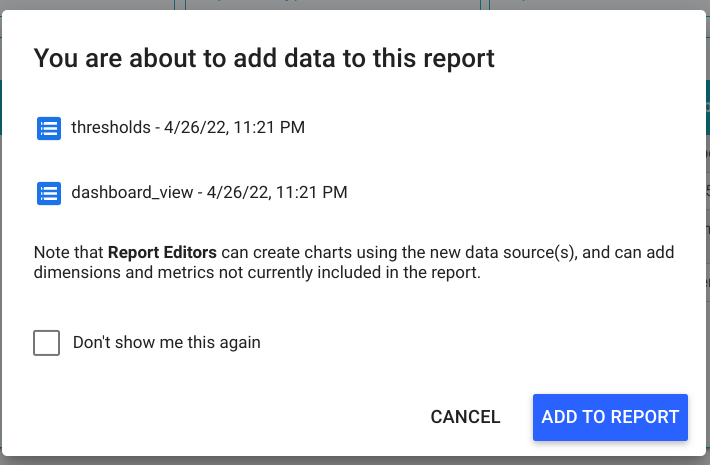 You are about to add data to this report
thresholds - 4/26/22, 11:21 PM
dashboard_view - 4/26/22, 11:21 PM
Note that Report Editors can create charts using the new data source(s), and can add
dimensions and metrics not currently included in the report.
Don't show me this again
CANCEL
ADD TO REPORT